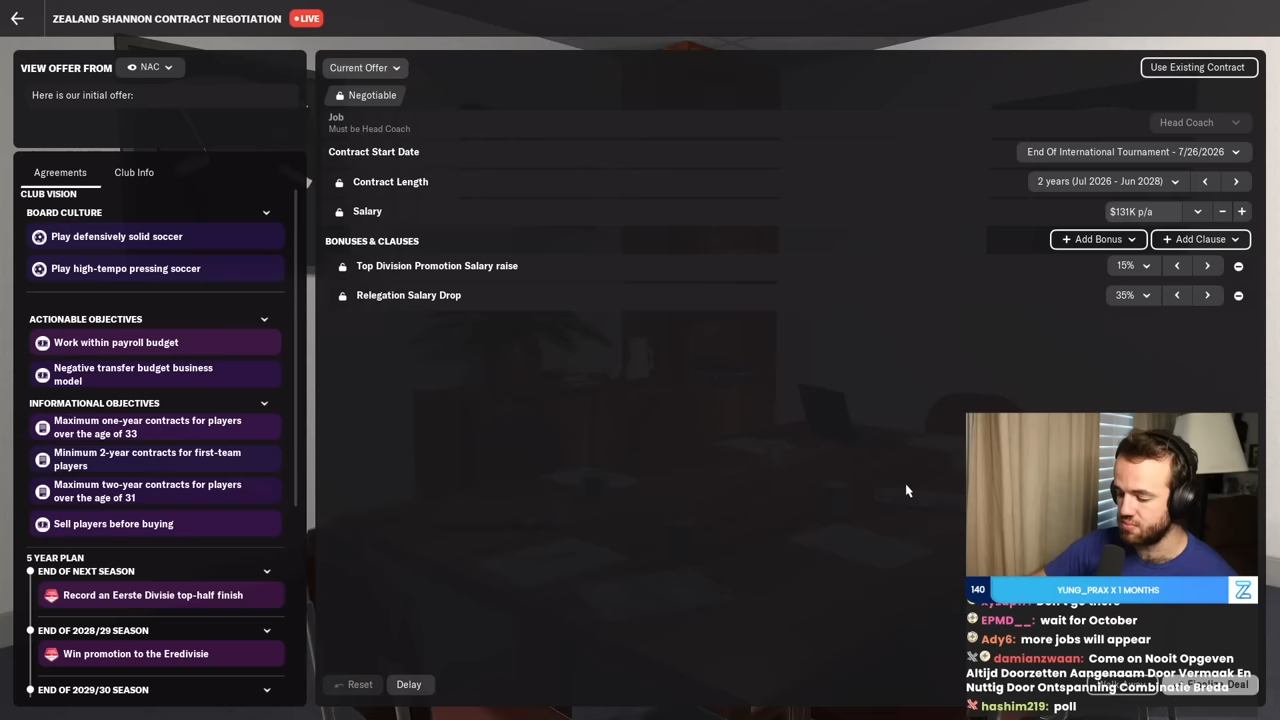 ZEALAND SHANNON CONTRACT NEGOTIATION
LIVE
VIEW OFFER FROM
NAC
Here is our initial offer:
Agreements
Club Info
CLUB VISION
BOARD CULTURE
Play defensively solid soccer
Play high-tempo pressing soccer
ACTIONABLE OBJECTIVES
Work within payroll budget
Negative transfer budget business
model
INFORMATIONAL OBJECTIVES
Maximum one-year contracts for players
over the age of 33
Minimum 2-year contracts for first-team
players
Maximum two-year contracts for players
over the age of 31
Sell players before buying
5 YEAR PLAN
END OF NEXT SEASON
Record an Eerste Divisie top-half finish
END OF 2028/29 SEASON
Win promotion to the Eredivisie
END OF 2029/30 SEASON
Current Offer
Use Existing Contract
Negotiable
Job
Must be Head Coach
Head Coach
Contract Start Date
End Of International Tournament - 7/26/2026
Contract Length
2 years (Jul 2026 - Jun 2028)
Salary
$131K p/a
BONUSES & CLAUSES
+ Add Bonus
+ Add Clause
Top Division Promotion Salary raise
15%
Relegation Salary Drop
35%
Reset
Delay
140
YUNG_PRAX X 1 MONTHS
Z
EPMD__: wait for October
Ady6: more jobs will appear
damianzwaan: Come on Nooit Opgeven
Altijd Doorzetten Aangenaam Door Vermaak En
Nuttig Door Ontspanning Combinatie Breda
hashim219: poll